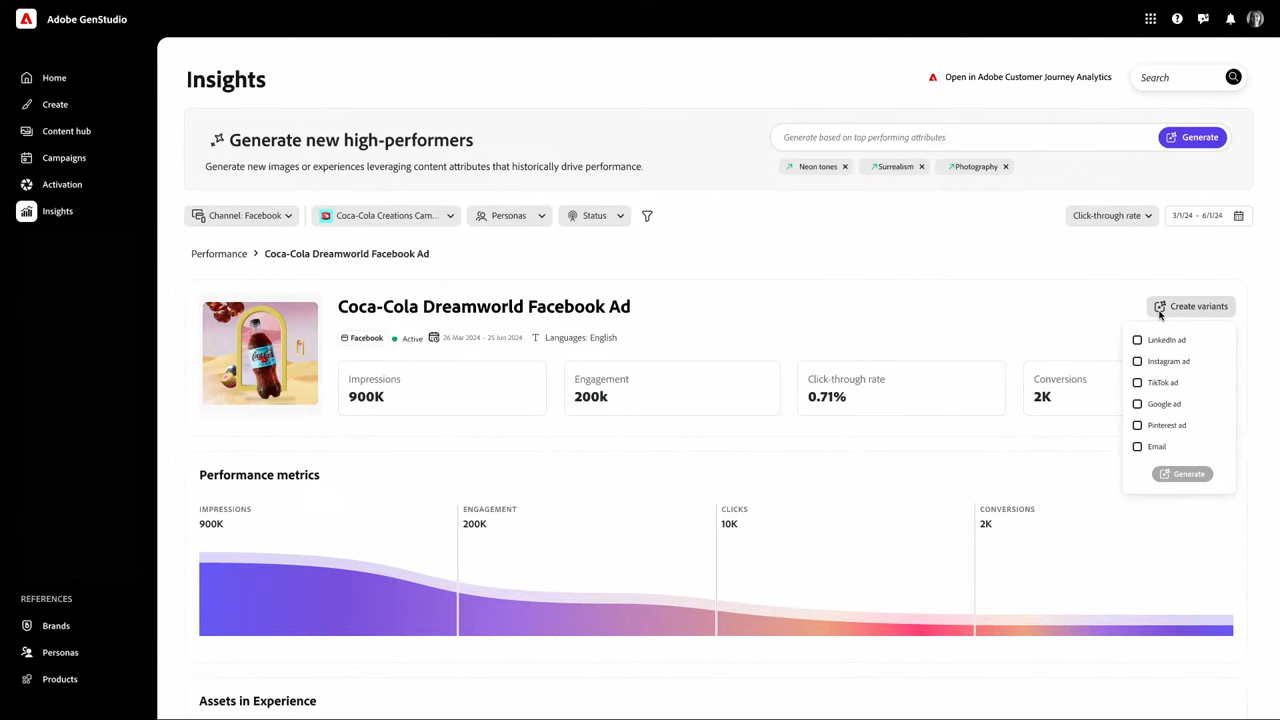 Adobe GenStudio
Home
Create
Content hub
Campaigns
Activation
Insights
REFERENCES
Brands
Personas
Products
Insights
Open in Adobe Customer Journey Analytics
Search
Generate new high-performers
Generate new images or experiences leveraging content attributes that historically drive performance.
Generate based on top performing attributes
Generate
Neon tones
Surrealism
Photography
Channel: Facebook
Coca-Cola Creations Cam...
Personas
Status
Click-through rate
3/1/24 - 6/1/24
Performance > Coca-Cola Dreamworld Facebook Ad
Coca-Cola Dreamworld Facebook Ad
Create variants
Facebook
Active
26 Mar 2024 – 25 Jun 2024
Languages: English
LinkedIn ad
Instagram ad
TikTok ad
Google ad
Pinterest ad
Email
Generate
Impressions
900K
Engagement
200k
Click-through rate
0.71%
Conversions
2K
Performance metrics
IMPRESSIONS
900K
ENGAGEMENT
200K
CLICKS
10K
CONVERSIONS
2K
Assets in Experience